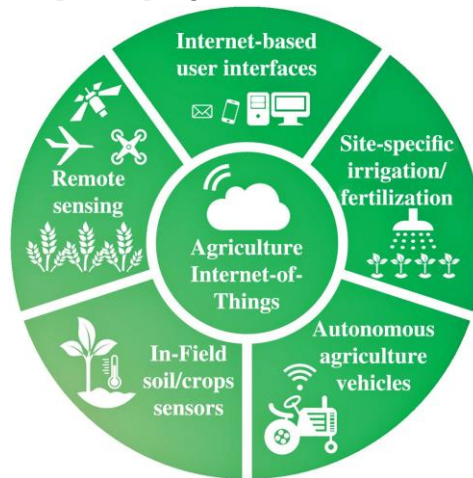 Internet-based
user interfaces
Site-specific
irrigation/
fertilization
Remote
sensing
Agriculture
Internet-of-
Things
Autonomous
agriculture
vehicles
In-Field
soil/crops
sensors